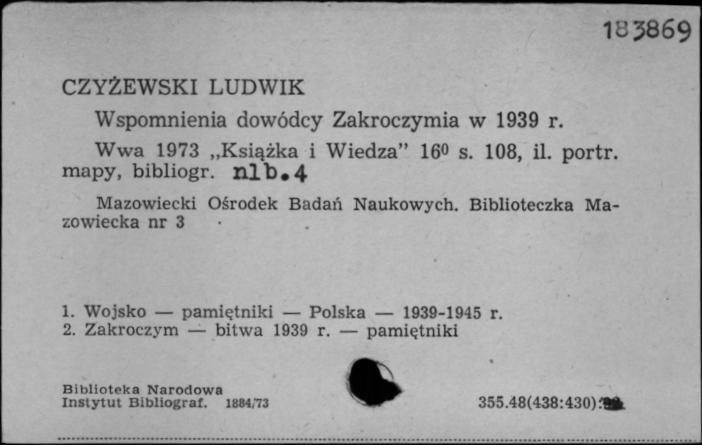 183869
CZYŻEWSKI LUDWIK
Wspomnienia dowódcy Zakroczymia w 1939 r.
Wwa 1973 „Książka i Wiedza” 16⁰ s. 108, il. portr.
mapy, bibliogr. nlb.4
Mazowiecki Ośrodek Badań Naukowych. Biblioteczka Ma-
zowiecka nr 3
1. Wojsko — pamiętniki — Polska — 1939-1945 r.
2. Zakroczym — bitwa 1939 r. — pamiętniki
Biblioteka Narodowa
Instytut Bibliograf. 1884/73
355.48(438:430):